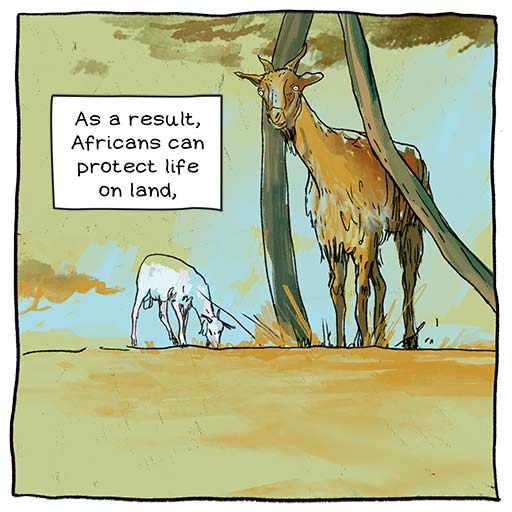 As a result,
Africans can
protect life
on land,